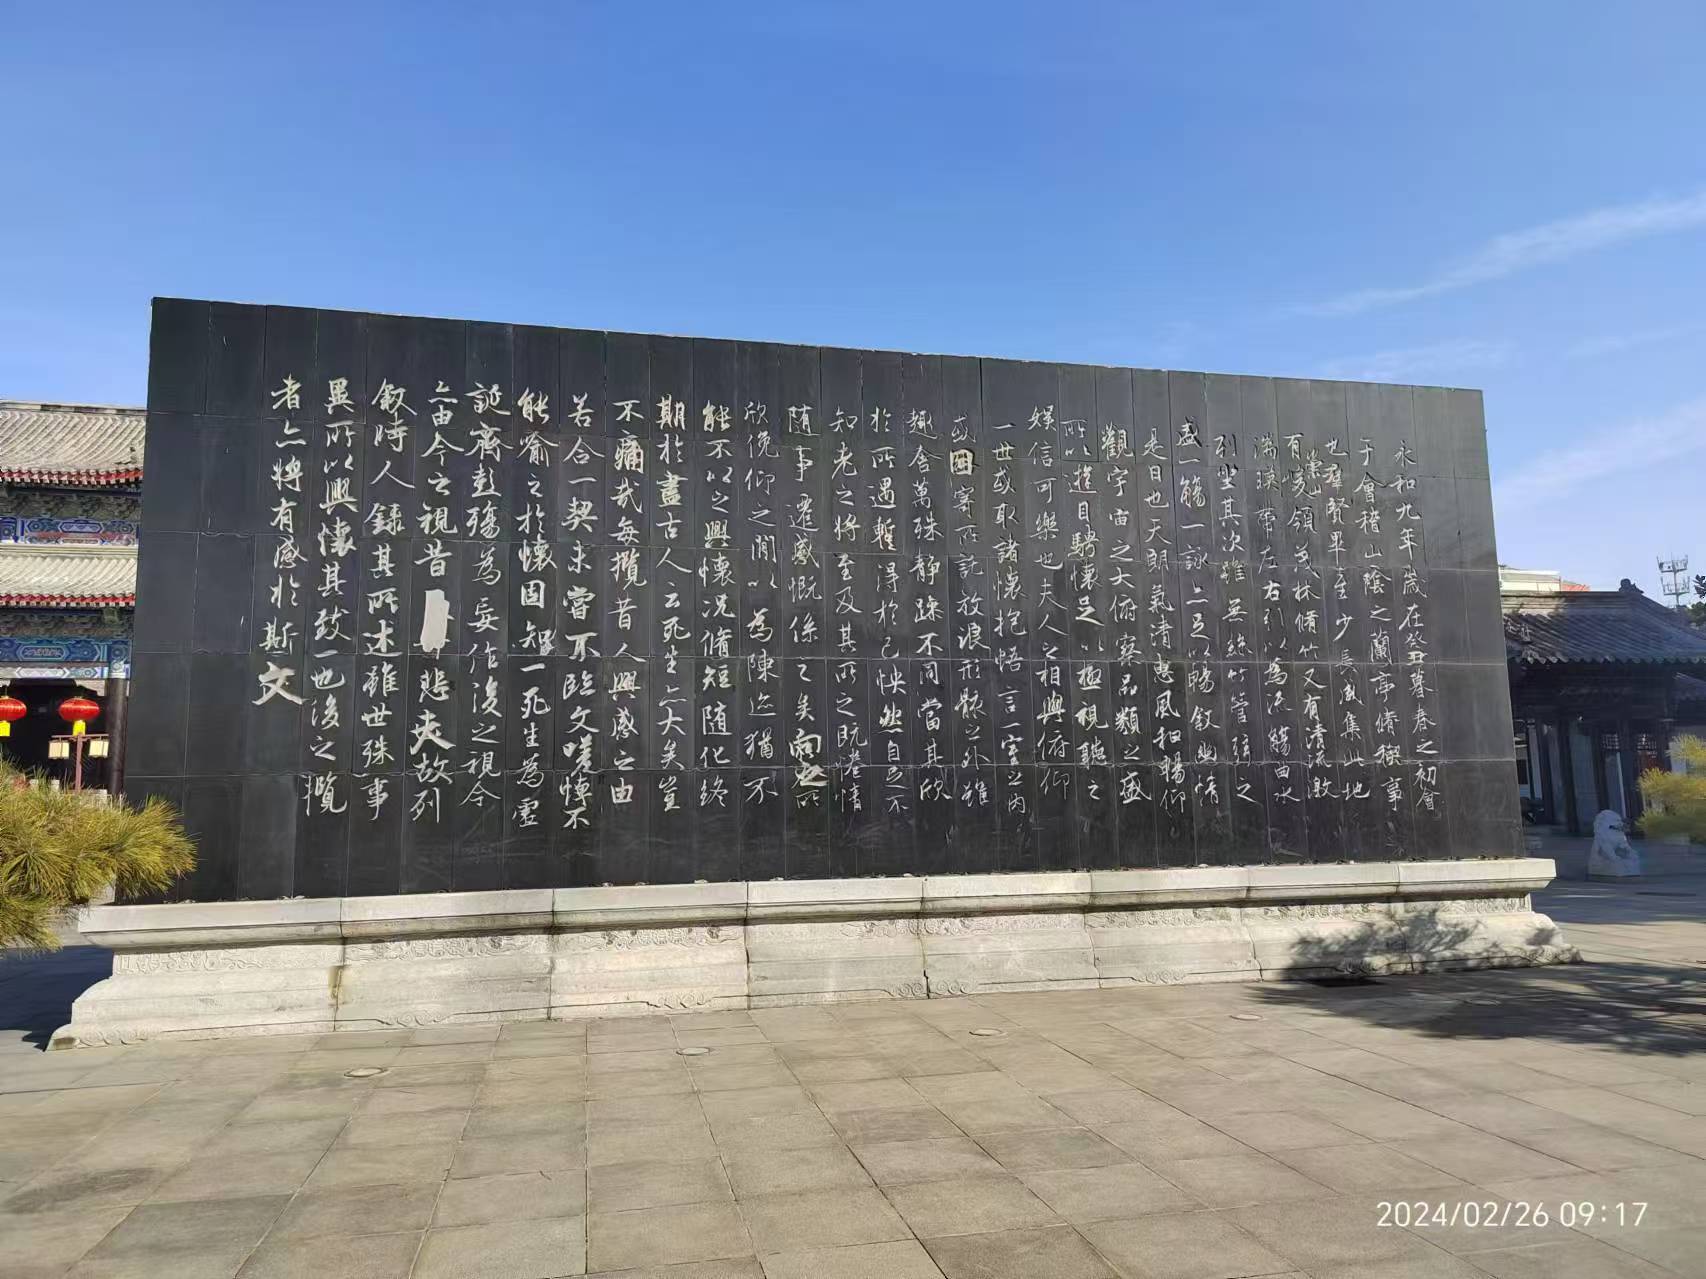 永和九年歲在癸丑暮春之初會
于會稽山陰之蘭亭脩禊事
也羣賢畢至少長咸集此地
有崇峻領茂林脩竹又有清流激
湍暎帶左右引以為流觴曲水
列坐其次雖無絲竹管弦之
盛一觴一詠亦足以暢敘幽情
是日也天朗氣清惠風和暢仰
觀宇宙之大俯察品類之盛
所以遊目騁懷足以極視聽之
娛信可樂也夫人之相與俯仰
一世或取諸懷抱悟言一室之內
或因寄所託放浪形骸之外雖
趣舍萬殊靜躁不同當其欣
於所遇暫得於己怏然自足不
知老之將至及其所之既惓情
隨事遷感慨係之矣向之所
欣俛仰之閒以為陳迹猶不
能不以之興懷況脩短隨化終
期於盡古人云死生亦大矣豈
不痛哉每攬昔人興感之由
若合一契未嘗不臨文嗟悼不
能喻之於懷固知一死生為虛
誕齊彭殤為妄作後之視今
亦由今之視昔悲夫故列
敘時人錄其所述雖世殊事
異所以興懷其致一也後之攬
者亦將有感於斯文
2024/02/26 09:17